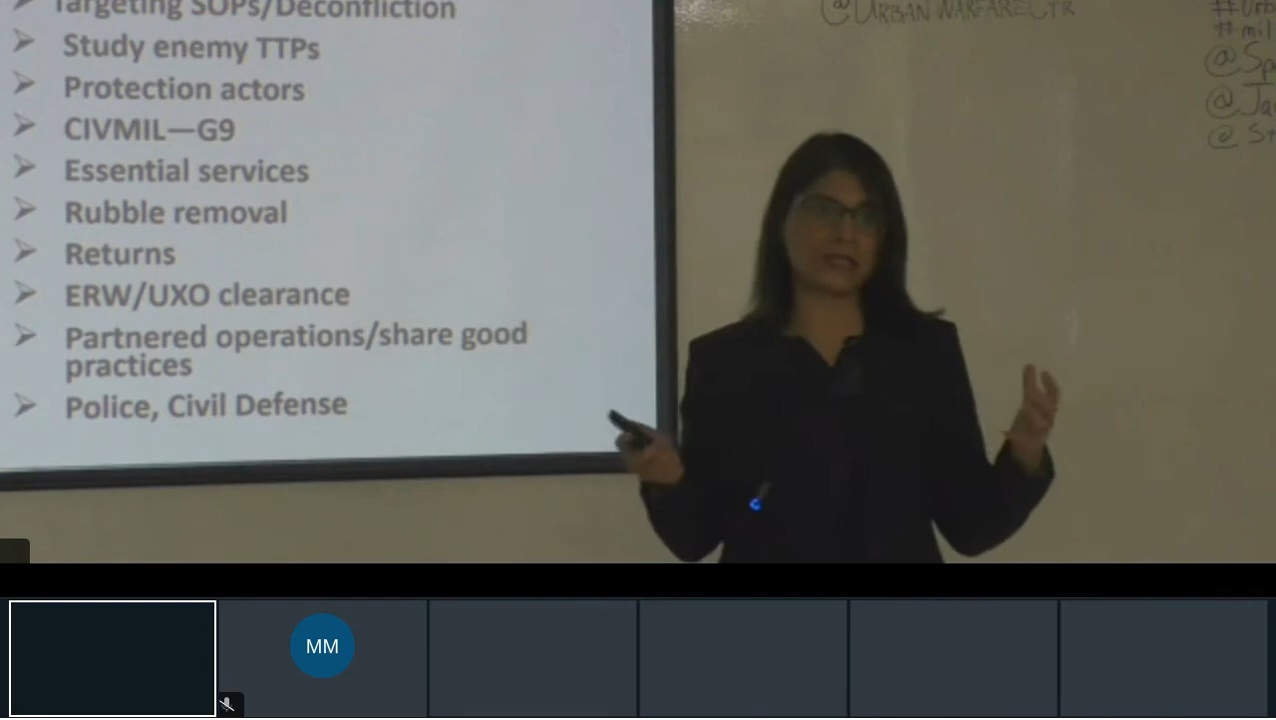 Targeting SOPs/Deconfliction
Study enemy TTPs
Protection actors
CIVMIL—G9
Essential services
Rubble removal
Returns
ERW/UXO clearance
Partnered operations/share good
practices
Police, Civil Defense
@URBANWARFARECTR
#mil
MM